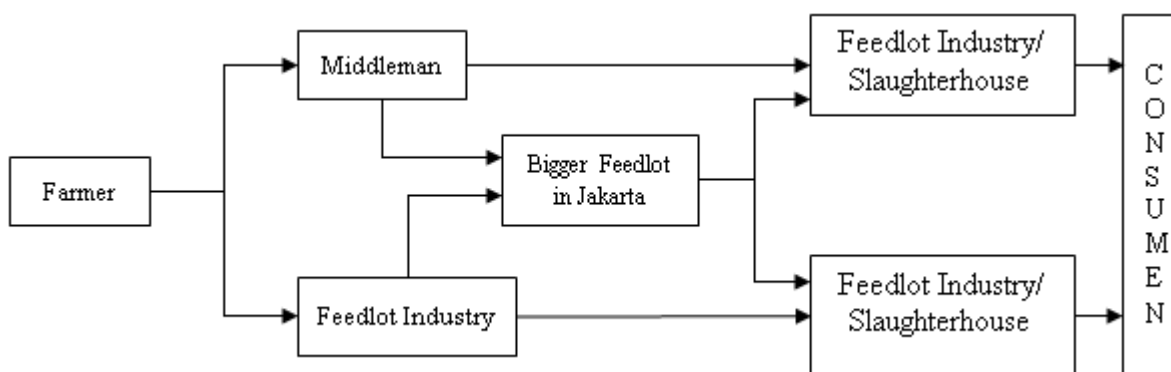 Farmer
Middleman
Feedlot Industry
Bigger Feedlot
in Jakarta
Feedlot Industry/
Slaughterhouse
Feedlot Industry/
Slaughterhouse
C
O
N
S
U
M
E
N